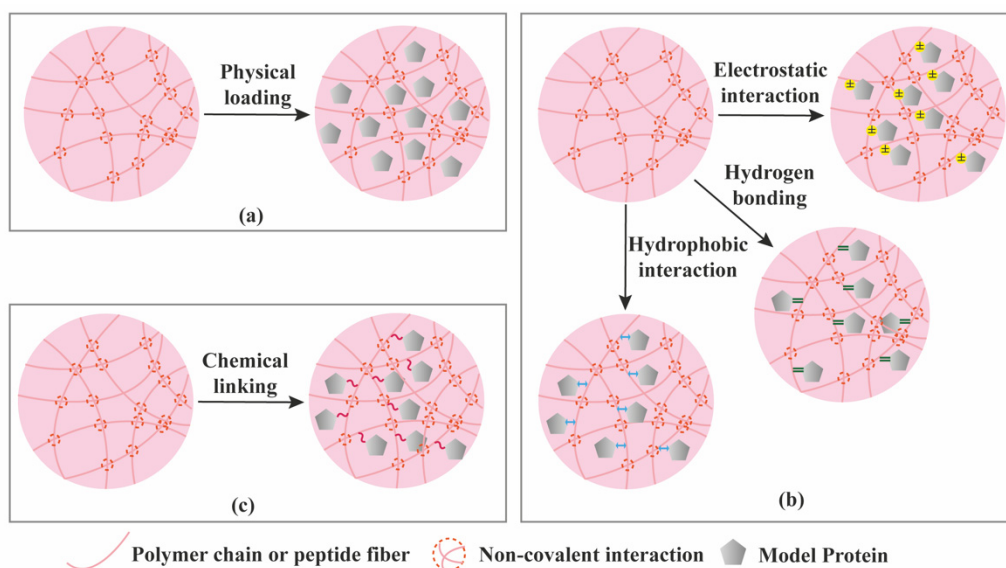 Physical
loading
(a)
Electrostatic
interaction
±
±
±
±
±
±
±
±
Hydrogen
bonding
Hydrophobic
interaction
(b)
Chemical
linking
(c)
Polymer chain or peptide fiber
Non-covalent interaction
Model Protein